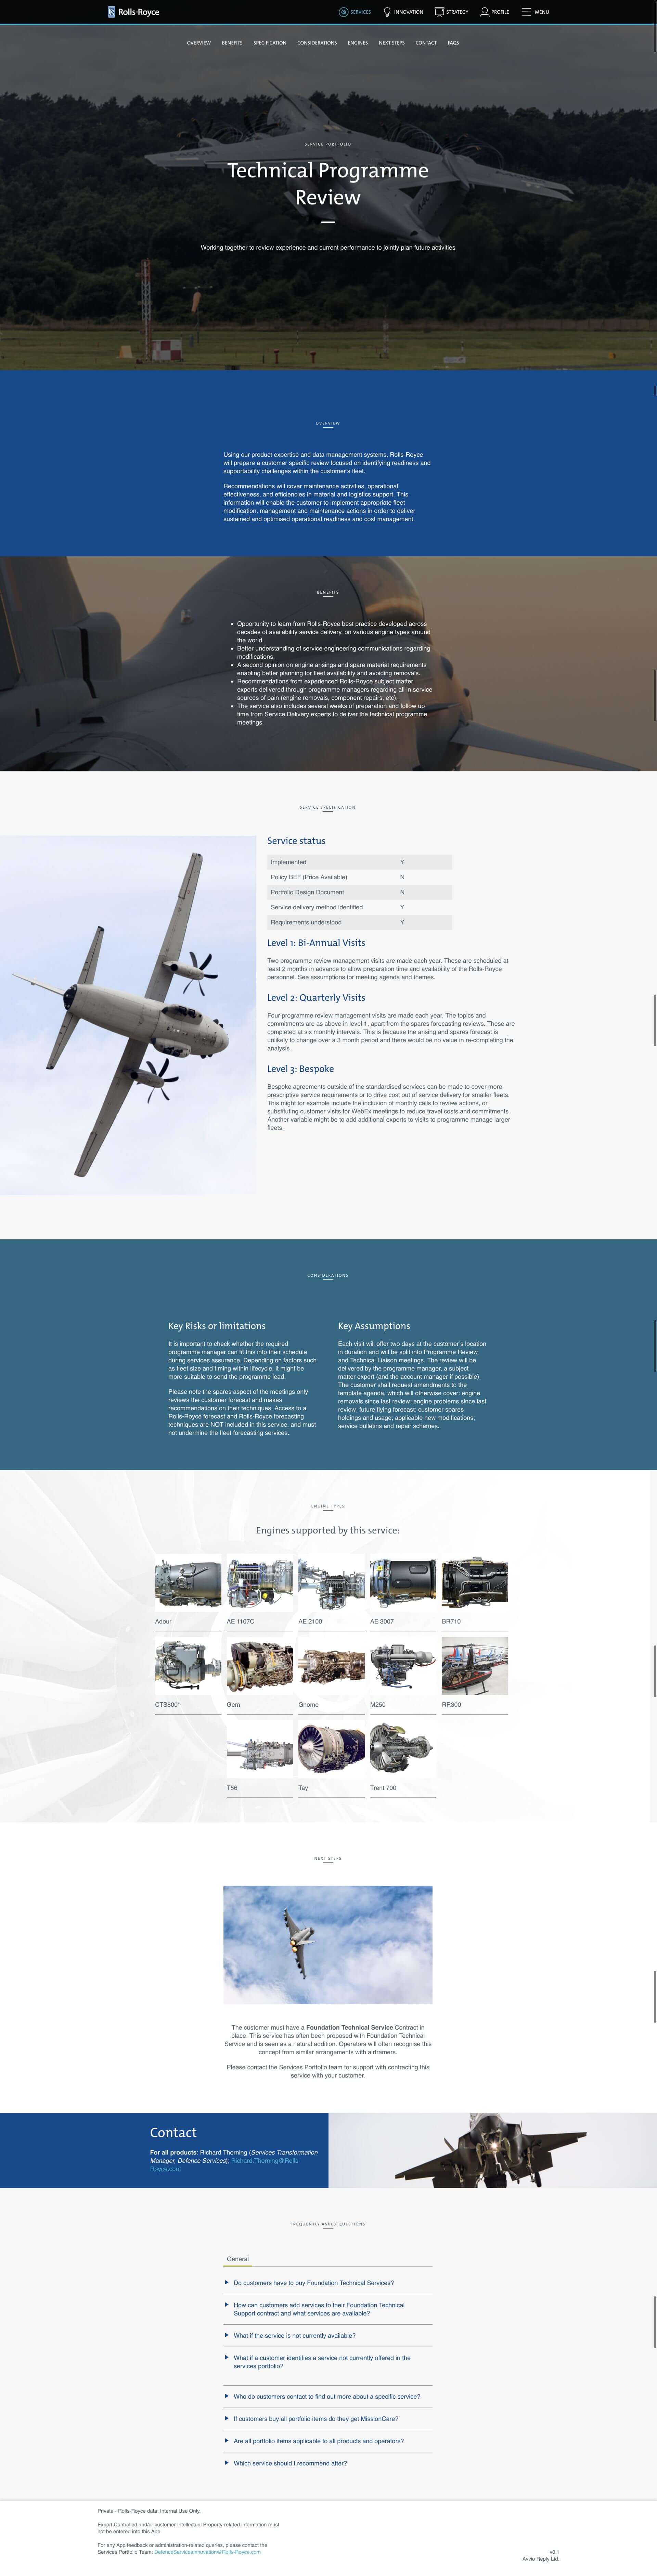 Rolls-Royce
SERVICES
INNOVATION
STRATEGY
PROFILE
MENU
OVERVIEW
BENEFITS
SPECIFICATION
CONSIDERATIONS
ENGINES
NEXT STEPS
CONTACT
FAQS
SERVICE PORTFOLIO
Technical Programme
Review
Working together to review experience and current performance to jointly plan future activities
OVERVIEW
Using our product expertise and data management systems, Rolls-Royce
will prepare a customer specific review focused on identifying readiness and
supportability challenges within the customer's fleet.
Recommendations will cover maintenance activities, operational
effectiveness, and efficiencies in material and logistics support. This
information will enable the customer to implement appropriate fleet
modification, management and maintenance actions in order to deliver
sustained and optimised operational readiness and cost management.
BENEFITS
• Opportunity to learn from Rolls-Royce best practice developed across
decades of availability service delivery, on various engine types around
the world.
• Better understanding of service engineering communications regarding
modifications.
• A second opinion on engine arisings and spare material requirements
enabling better planning for fleet availability and avoiding removals.
• Recommendations from experienced Rolls-Royce subject matter
experts delivered through programme managers regarding all in service
sources of pain (engine removals, component repairs, etc).
• The service also includes several weeks of preparation and follow up
time from Service Delivery experts to deliver the technical programme
meetings.
SERVICE SPECIFICATION
Service status
Implemented Y
Policy BEF (Price Available) N
Portfolio Design Document N
Service delivery method identified Y
Requirements understood Y
Level 1: Bi-Annual Visits
Two programme review management visits are made each year. These are scheduled at
least 2 months in advance to allow preparation time and availability of the Rolls-Royce
personnel. See assumptions for meeting agenda and themes.
Level 2: Quarterly Visits
Four programme review management visits are made each year. The topics and
commitments are as above in level 1, apart from the spares forecasting reviews. These are
completed at six monthly intervals. This is because the arising and spares forecast is
unlikely to change over a 3 month period and there would be no value in re-completing the
analysis.
Level 3: Bespoke
Bespoke agreements outside of the standardised services can be made to cover more
prescriptive service requirements or to drive cost out of service delivery for smaller fleets.
This might for example include the inclusion of monthly calls to review actions, or
substituting customer visits for WebEx meetings to reduce travel costs and commitments.
Another variable might be to add additional experts to visits to programme manage larger
fleets.
CONSIDERATIONS
Key Risks or limitations
It is important to check whether the required
programme manager can fit this into their schedule
during services assurance. Depending on factors such
as fleet size and timing within lifecycle, it might be
more suitable to send the programme lead.
Please note the spares aspect of the meetings only
reviews the customer forecast and makes
recommendations on their techniques. Access to a
Rolls-Royce forecast and Rolls-Royce forecasting
techniques are NOT included in this service, and must
not undermine the fleet forecasting services.
Key Assumptions
Each visit will offer two days at the customer's location
in duration and will be split into Programme Review
and Technical Liaison meetings. The review will be
delivered by the programme manager, a subject
matter expert (and the account manager if possible).
The customer shall request amendments to the
template agenda, which will otherwise cover: engine
removals since last review; engine problems since last
review; future flying forecast; customer spares
holdings and usage; applicable new modifications;
service bulletins and repair schemes.
ENGINE TYPES
Engines supported by this service:
Adour
AE 1107C
AE 2100
AE 3007
BR710
CTS800*
Gem
Gnome
M250
RR300
T56
Tay
Trent 700
NEXT STEPS
The customer must have a Foundation Technical Service Contract in
place. This service has often been proposed with Foundation Technical
Service and is seen as a natural addition. Operators will often recognise this
concept from similar arrangements with airframers.
Please contact the Services Portfolio team for support with contracting this
service with your customer.
Contact
For all products: Richard Thorning (Services Transformation
Manager, Defence Services); Richard.Thorning@Rolls-
Royce.com
FREQUENTLY ASKED QUESTIONS
General
Do customers have to buy Foundation Technical Services?
How can customers add services to their Foundation Technical
Support contract and what services are available?
What if the service is not currently available?
What if a customer identifies a service not currently offered in the
services portfolio?
Who do customers contact to find out more about a specific service?
If customers buy all portfolio items do they get MissionCare?
Are all portfolio items applicable to all products and operators?
Which service should I recommend after?
Private - Rolls-Royce data; Internal Use Only.
Export Controlled and/or customer Intellectual Property-related information must
not be entered into this App.
For any App feedback or administration-related queries, please contact the
Services Portfolio Team: DefenceServicesInnovation@Rolls-Royce.com
v0.1
Avvio Reply Ltd.